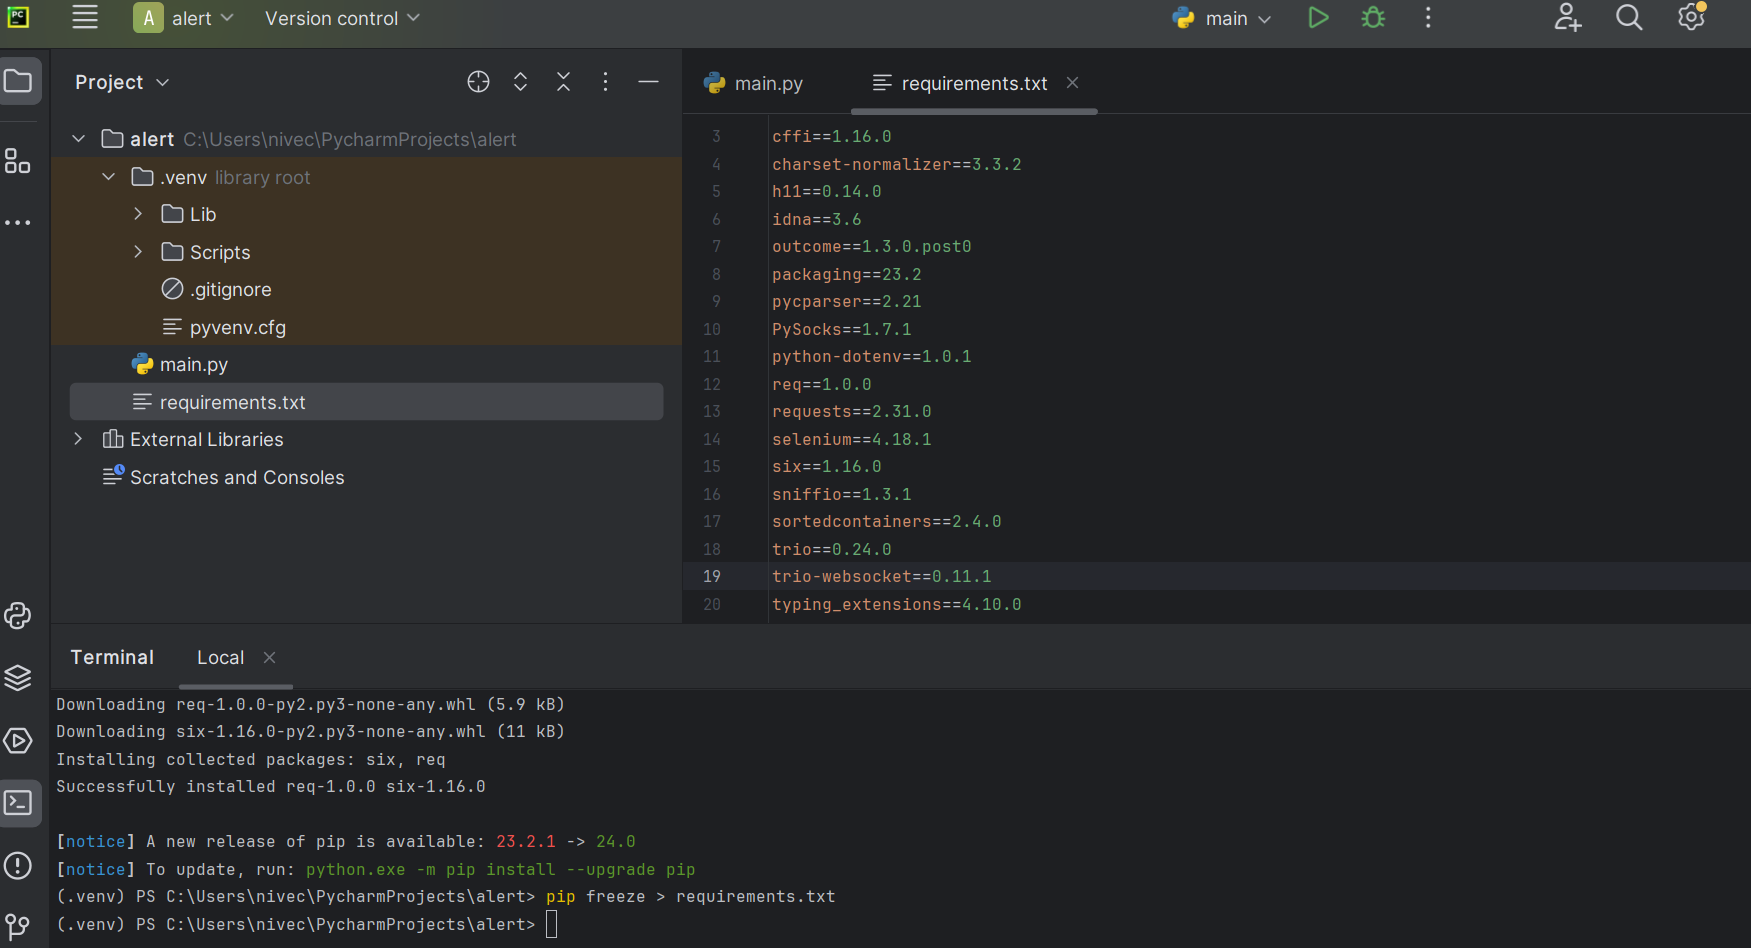 PC
A alert Version control main
Project
main.py requirements.txt
alert C:\Users\nivec\PycharmProjects\alert
.venv library root
Lib
Scripts
.gitignore
pyvenv.cfg
main.py
requirements.txt
External Libraries
Scratches and Consoles
3 cffi==1.16.0
4 charset-normalizer==3.3.2
5 h11==0.14.0
6 idna==3.6
7 outcome==1.3.0.post0
8 packaging==23.2
9 pycparser==2.21
10 PySocks==1.7.1
11 python-dotenv==1.0.1
12 req==1.0.0
13 requests==2.31.0
14 selenium==4.18.1
15 six==1.16.0
16 sniffio==1.3.1
17 sortedcontainers==2.4.0
18 trio==0.24.0
19 trio-websocket==0.11.1
20 typing_extensions==4.10.0
Terminal Local
Downloading req-1.0.0-py2.py3-none-any.whl (5.9 kB)
Downloading six-1.16.0-py2.py3-none-any.whl (11 kB)
Installing collected packages: six, req
Successfully installed req-1.0.0 six-1.16.0
[notice] A new release of pip is available: 23.2.1 -> 24.0
[notice] To update, run: python.exe -m pip install --upgrade pip
(.venv) PS C:\Users\nivec\PycharmProjects\alert> pip freeze > requirements.txt
(.venv) PS C:\Users\nivec\PycharmProjects\alert>